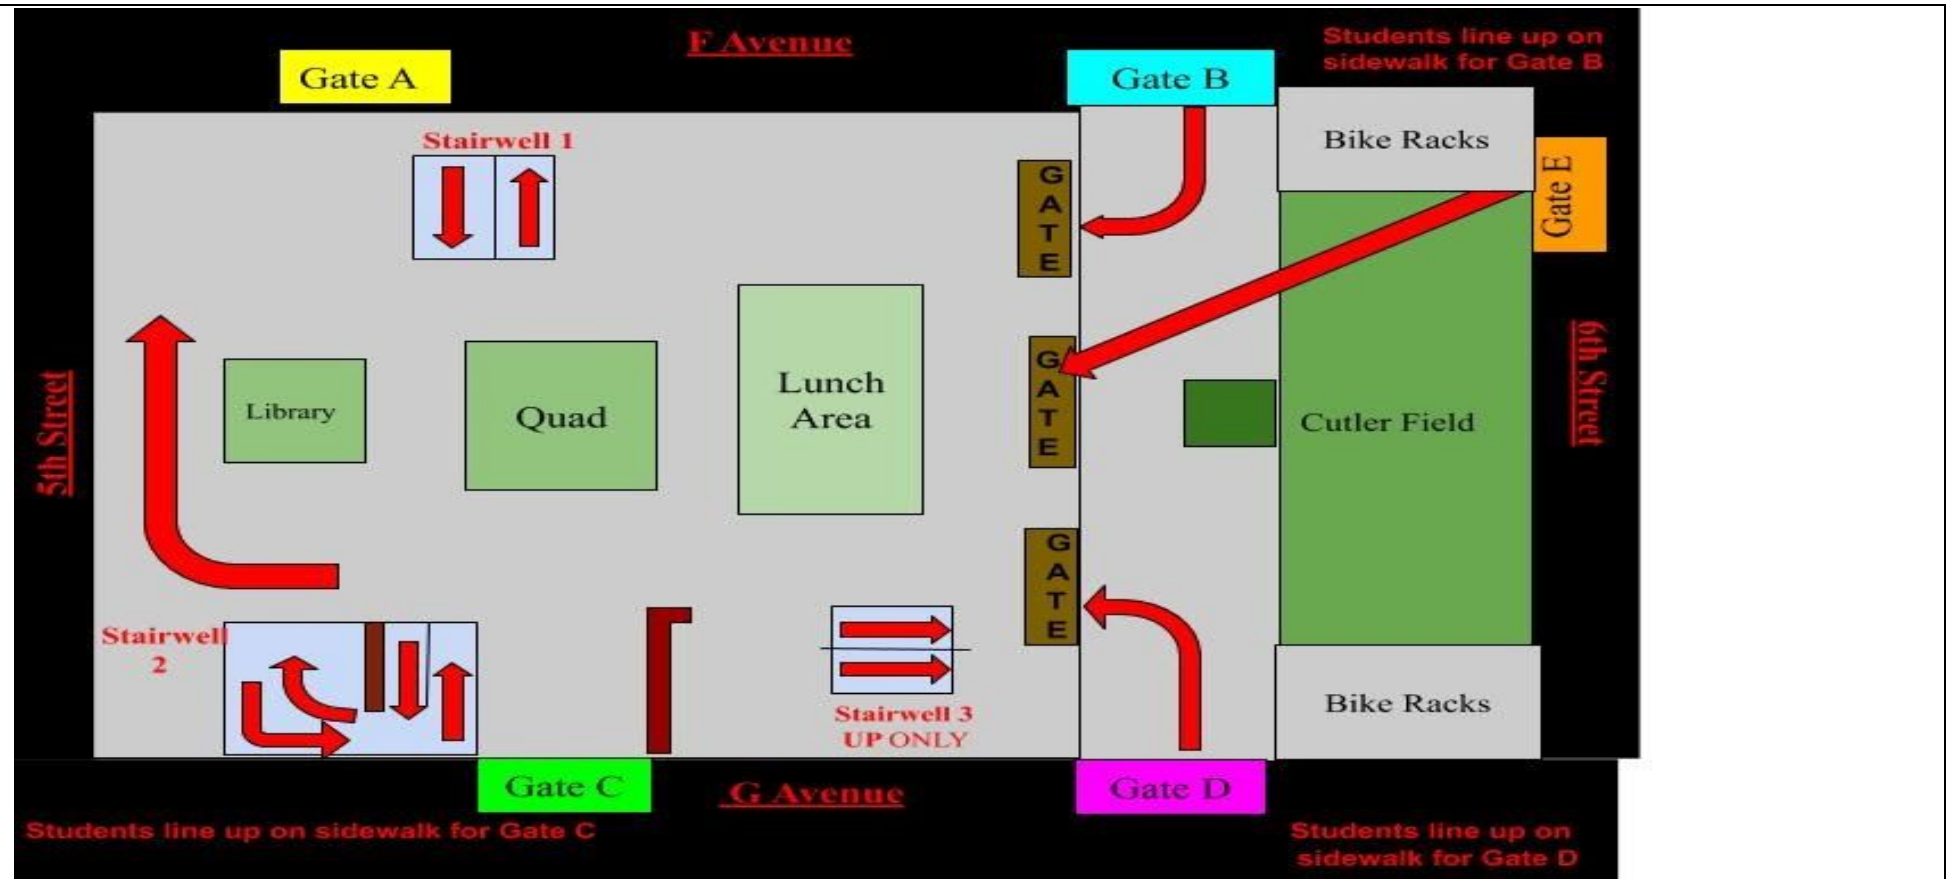 F Avenue
Students line up on
sidewalk for Gate B
Gate A
Gate B
Bike Racks
Stairwell 1
Gate E
GATE
GATE
GATE
5th Street
Library
Quad
Lunch
Area
Cutler Field
6th Street
Stairwell
2
Stairwell 3
UP ONLY
Bike Racks
Gate C
G Avenue
Gate D
Students line up on sidewalk for Gate C
Students line up on
sidewalk for Gate D